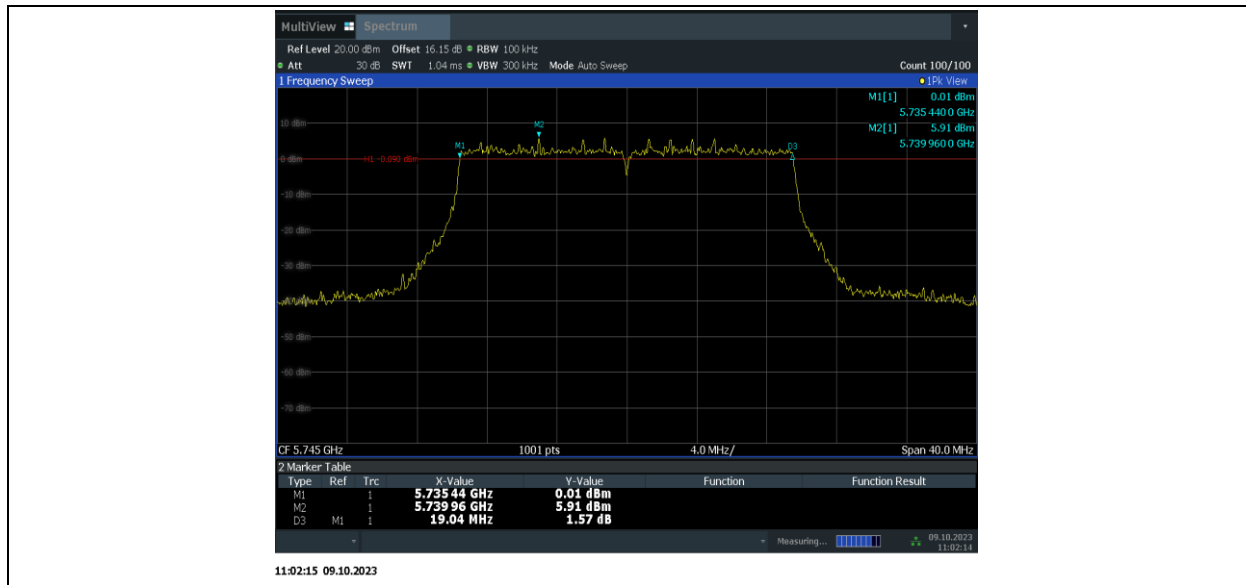 MultiView Spectrum
Ref Level 20.00 dBm Offset 16.15 dB RBW 100 kHz
Att 30 dB SWT 1.04 ms VBW 300 kHz Mode Auto Sweep Count 100/100
1 Frequency Sweep 1Pk View
M1[1] 0.01 dBm
5.735 440 0 GHz
10 dBm M2 M2[1] 5.91 dBm
5.739 960 0 GHz
M1 D3
0 dBm H1 -0.090 dBm
-10 dBm
-20 dBm
-30 dBm
-50 dBm
-60 dBm
-70 dBm
CF 5.745 GHz 1001 pts 4.0 MHz/ Span 40.0 MHz
2 Marker Table
Type Ref Trc X-Value Y-Value Function Function Result
M1 1 5.735 44 GHz 0.01 dBm
M2 1 5.739 96 GHz 5.91 dBm
D3 M1 1 19.04 MHz 1.57 dB
Measuring... 09.10.2023
11:02:14
11:02:15 09.10.2023